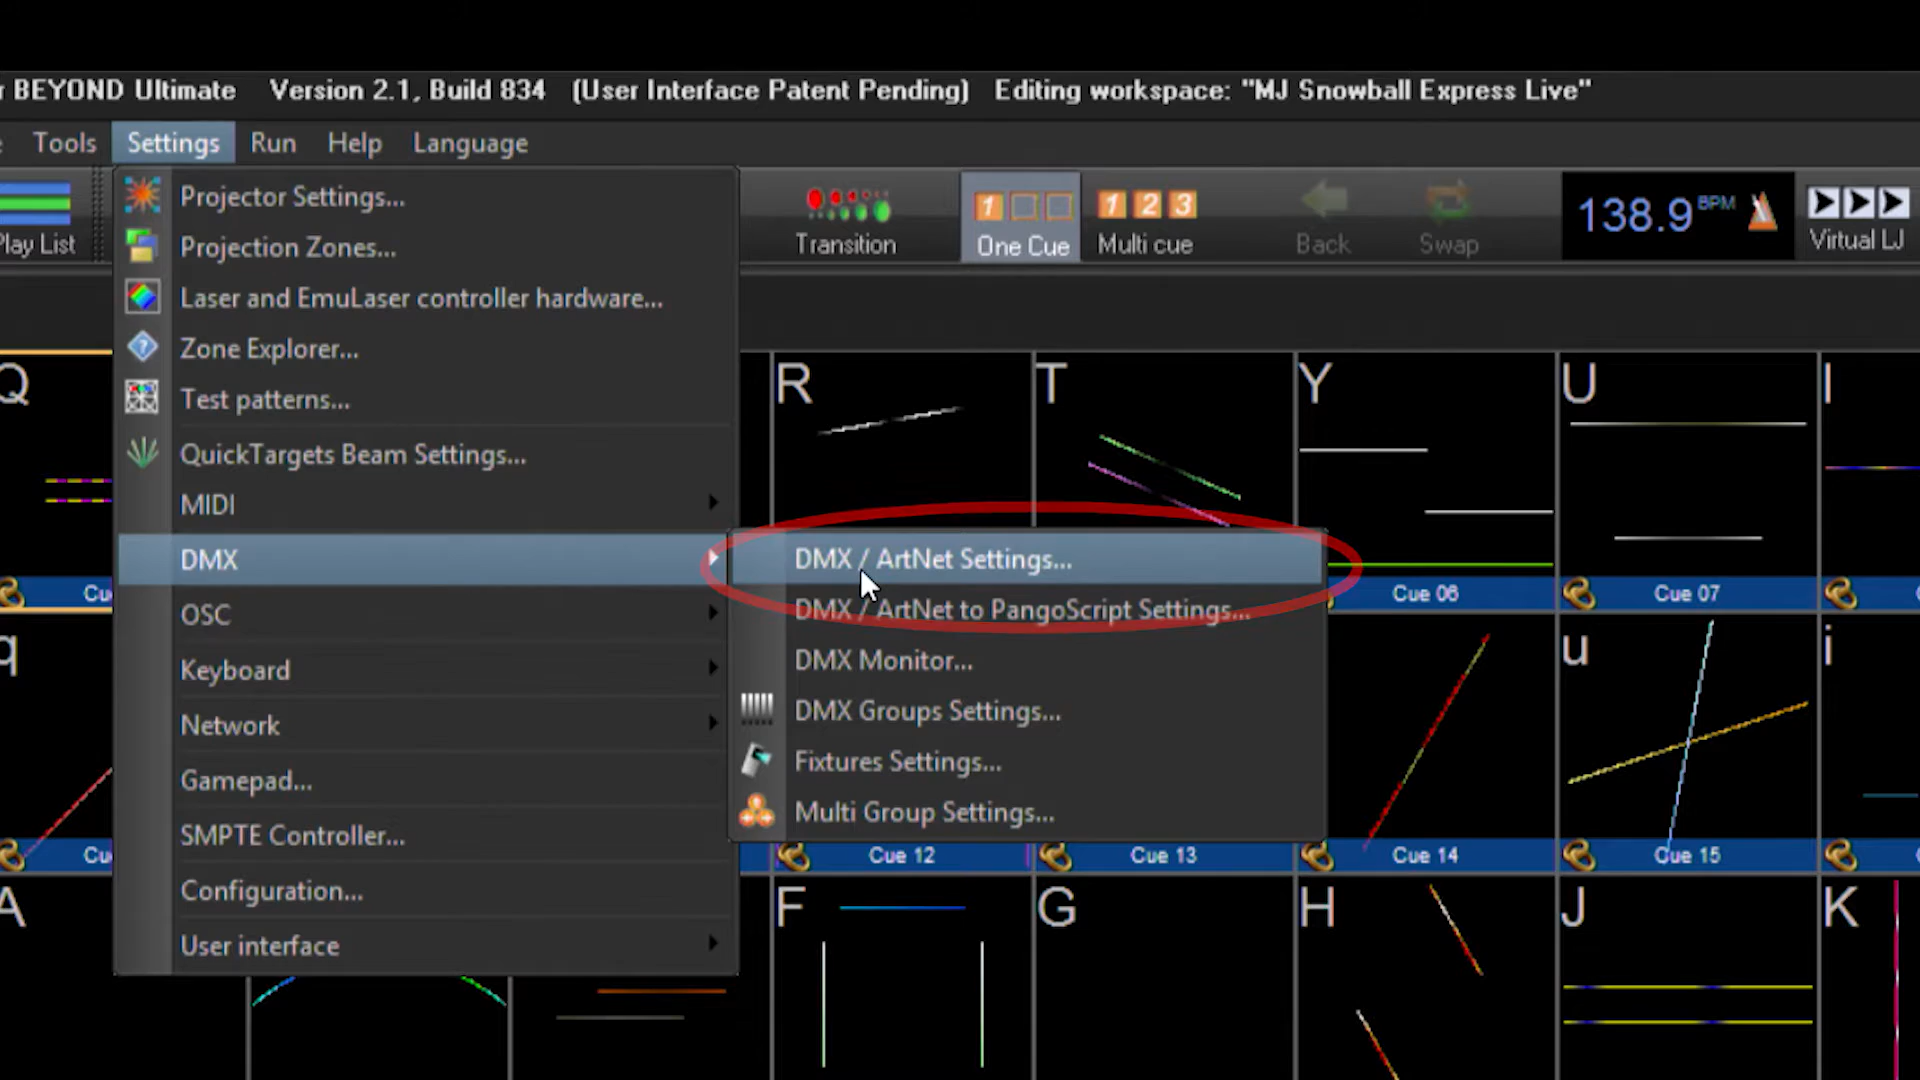 r BEYOND Ultimate Version 2.1, Build 834 (User Interface Patent Pending) Editing workspace: "MJ Snowball Express Live"
Tools Settings Run Help Language
Play List
Transition
1
One Cue
1 2 3
Multi cue
Back
Swap
138.9 BPM
Virtual LJ
Projector Settings...
Projection Zones...
Laser and EmuLaser controller hardware...
Zone Explorer...
Test patterns...
QuickTargets Beam Settings...
MIDI
DMX
OSC
Keyboard
Network
Gamepad...
SMPTE Controller...
Configuration...
User interface
DMX / ArtNet Settings...
DMX / ArtNet to PangoScript Settings...
DMX Monitor...
DMX Groups Settings...
Fixtures Settings...
Multi Group Settings...
Q R T Y U I
Cu Cue 06 Cue 07
q u i
Cu Cue 12 Cue 13 Cue 14 Cue 15
A F G H J K